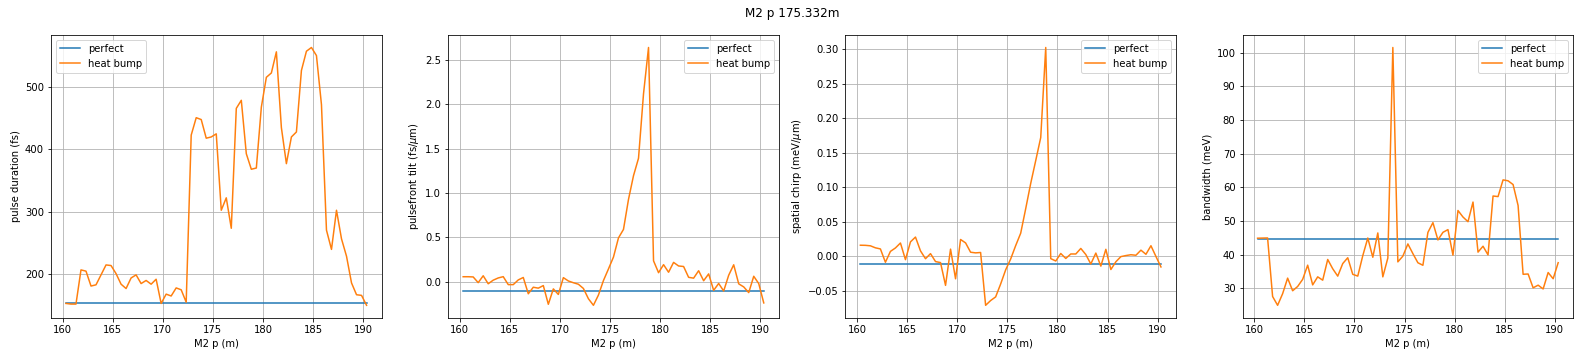 M2 p 175.332m
pulse duration (fs)
500
400
300
200
perfect
heat bump
160 165 170 175 180 185 190
M2 p (m)
pulsefront tilt (fs/μm)
2.5
2.0
1.5
1.0
0.5
0.0
perfect
heat bump
160 165 170 175 180 185 190
M2 p (m)
spatial chirp (meV/μm)
0.30
0.25
0.20
0.15
0.10
0.05
0.00
−0.05
perfect
heat bump
160 165 170 175 180 185 190
M2 p (m)
bandwidth (meV)
100
90
80
70
60
50
40
30
perfect
heat bump
160 165 170 175 180 185 190
M2 p (m)